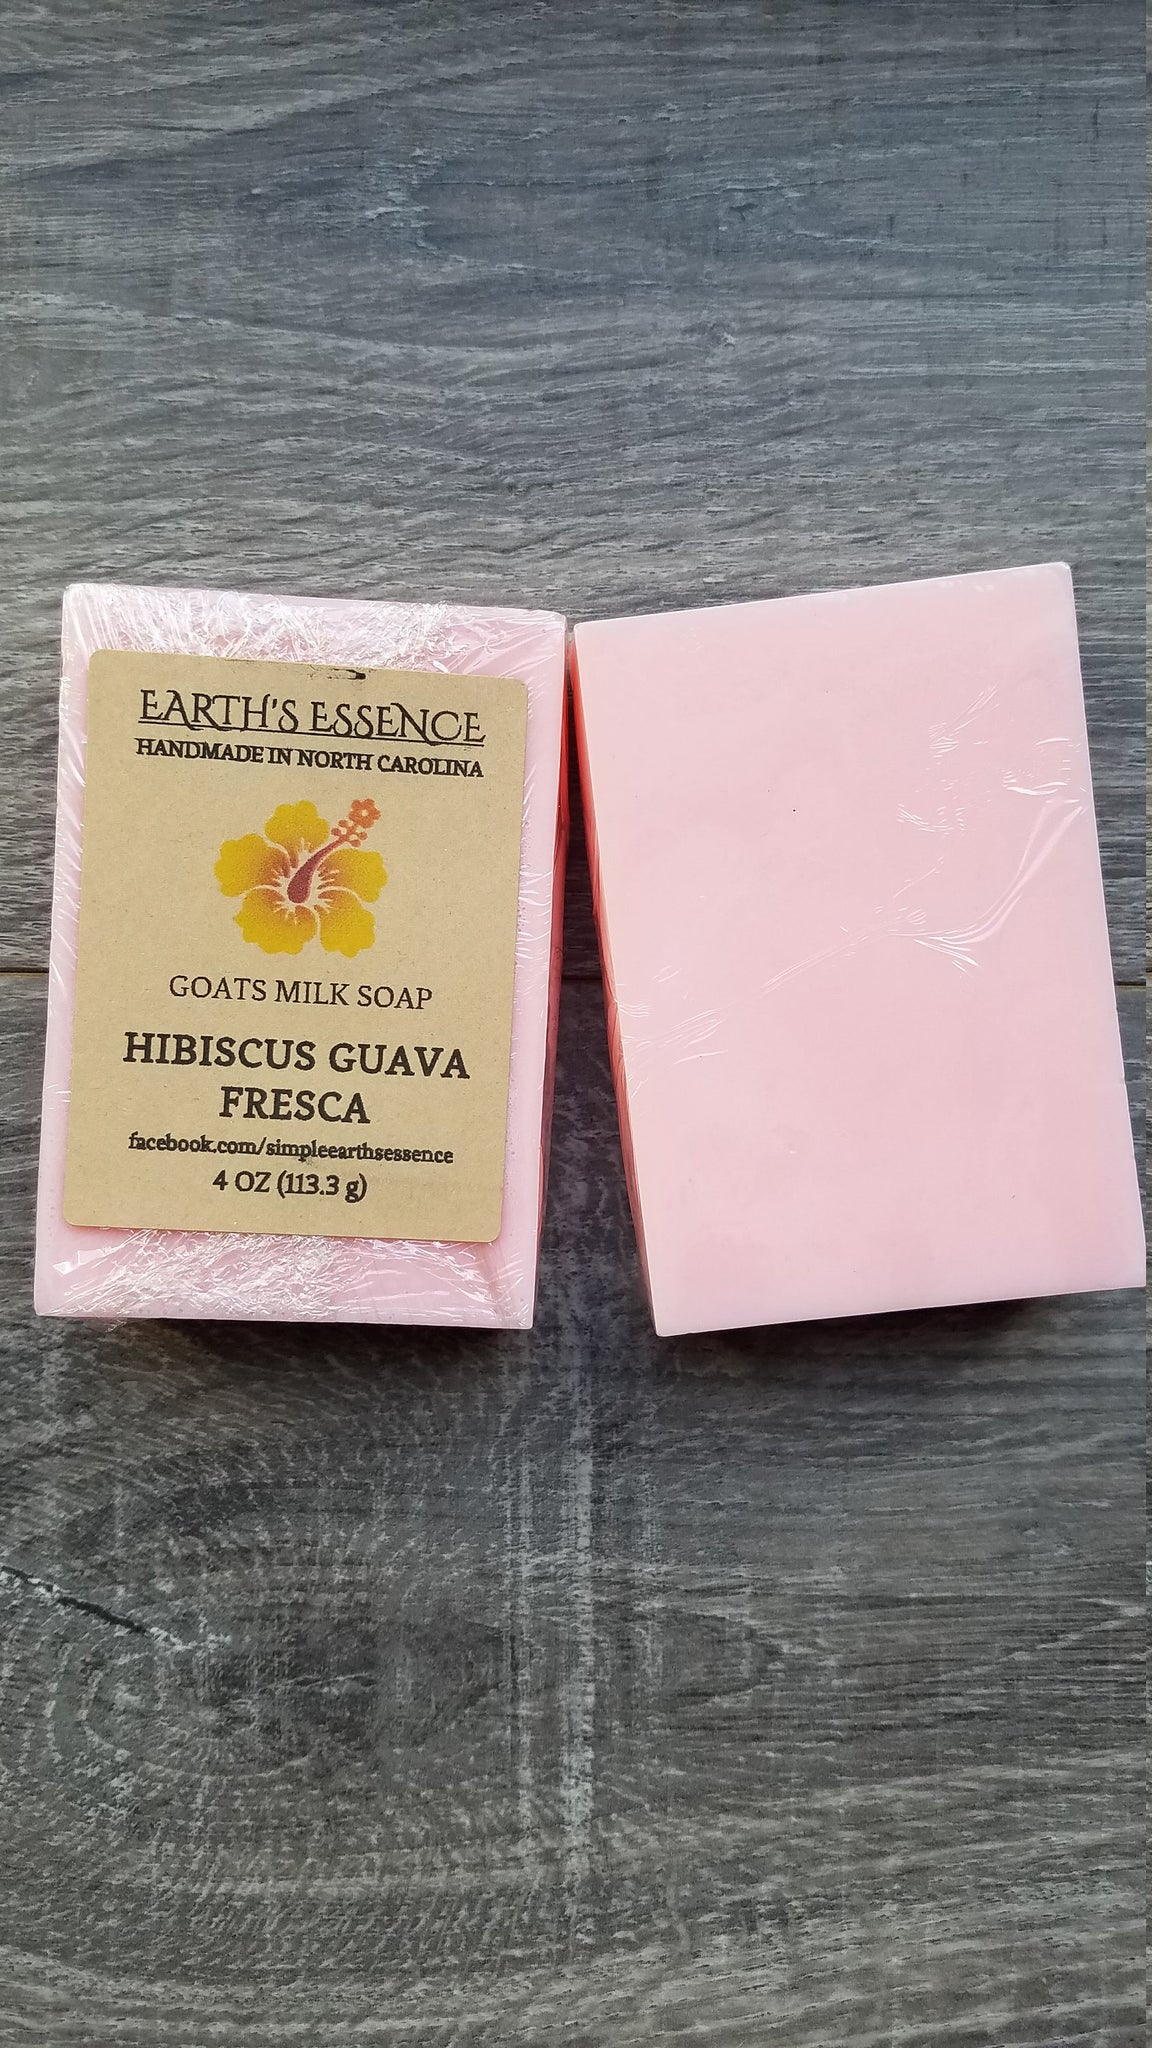 EARTH'S ESSENCE
HANDMADE IN NORTH CAROLINA
GOATS MILK SOAP
HIBISCUS GUAVA
FRESCA
facebook.com/simpleearthsessence
4 OZ (113.3 g)